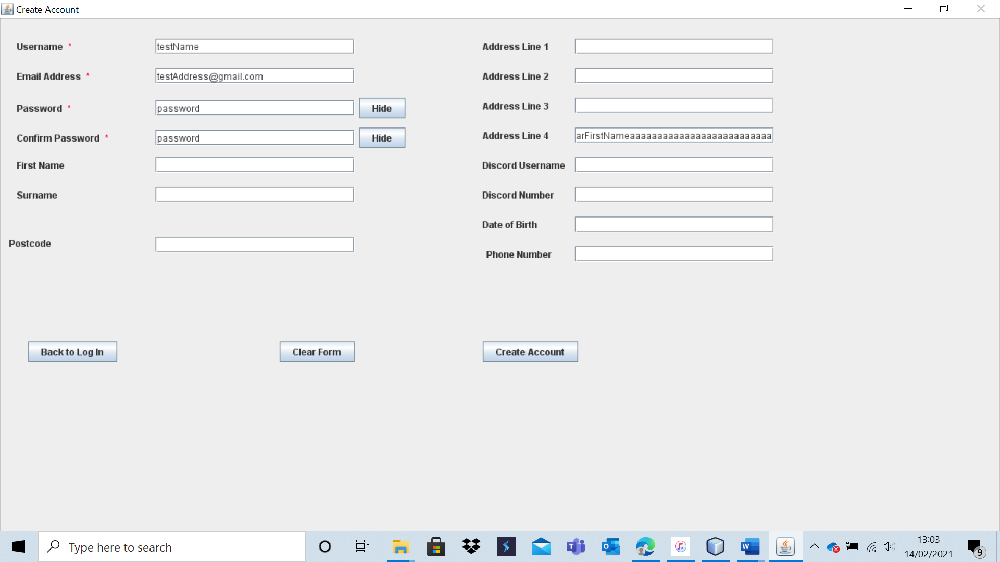 Create Account
Username *
testName
Email Address *
testAddress@gmail.com
Password *
password
Hide
Confirm Password *
password
Hide
First Name
Surname
Postcode
Address Line 1
Address Line 2
Address Line 3
Address Line 4
arFirstNameaaaaaaaaaaaaaaaaaaaaaaaaaa
Discord Username
Discord Number
Date of Birth
Phone Number
Back to Log In
Clear Form
Create Account
Type here to search
13:03
14/02/2021
9